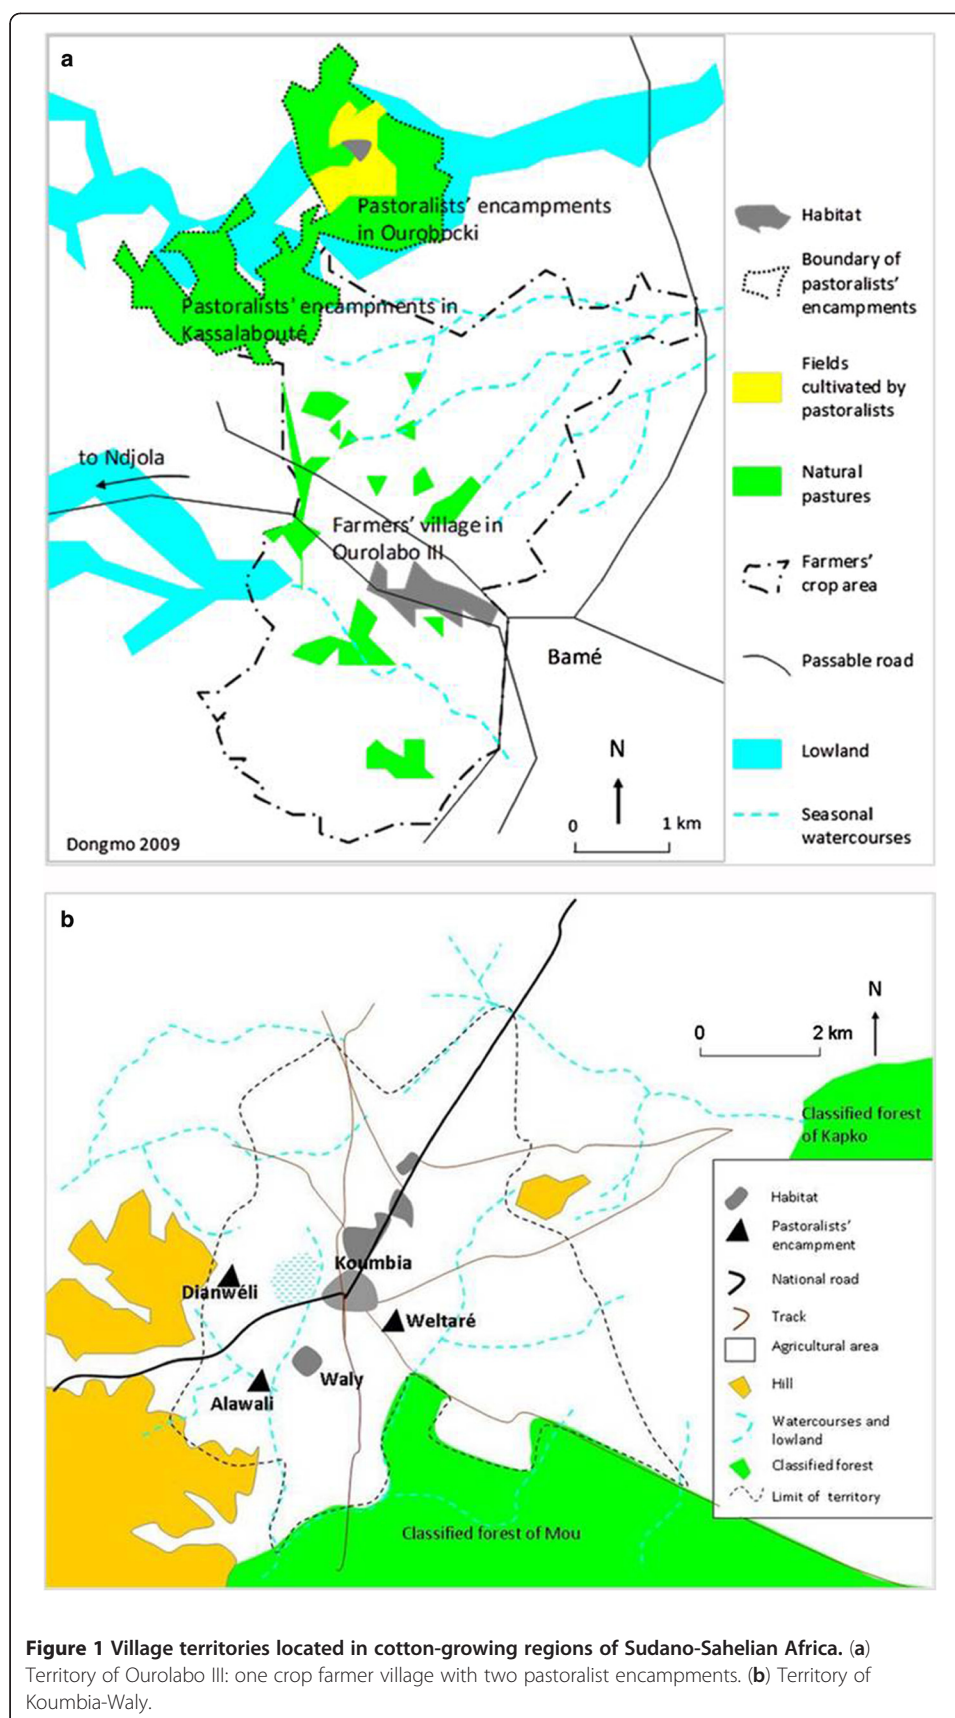 a
Pastoralists' encampments
in Ourobocki
Pastoralists' encampments in
Kassalabouté
to Ndjola
Farmers' village in
Ourolabo III
Bamé
N
0
1 km
Dongmo 2009
Habitat
Boundary of
pastoralists'
encampments
Fields
cultivated by
pastoralists
Natural
pastures
Farmers'
crop area
Passable road
Lowland
Seasonal
watercourses
b
N
0
2 km
Classified forest
of Kapko
Koumbia
Dianwéli
Weltaré
Waly
Alawali
Classified forest of Mou
Habitat
Pastoralists'
encampment
National road
Track
Agricultural area
Hill
Watercourses and
lowland
Classified forest
Limit of territory
Figure 1 Village territories located in cotton-growing regions of Sudano-Sahelian Africa. (a)
Territory of Ourolabo III: one crop farmer village with two pastoralist encampments. (b) Territory of
Koumbia-Waly.